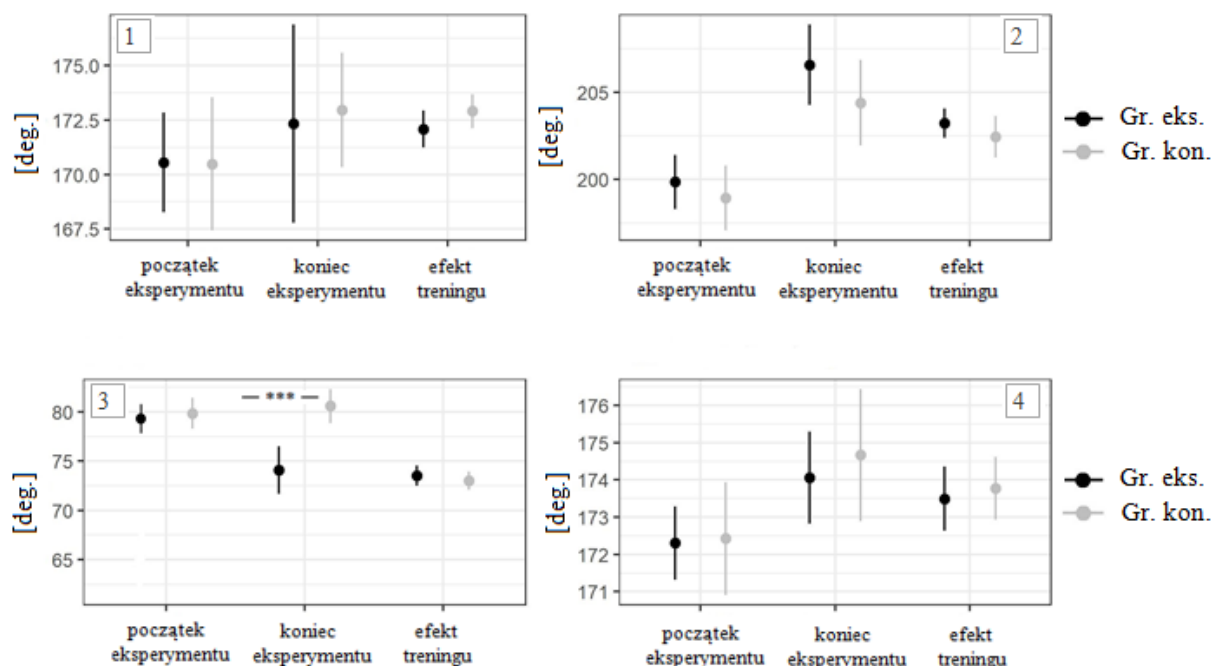 1
175.0
172.5
170.0
167.5
[deg.]
początek eksperymentu
koniec eksperymentu
efekt treningu
2
205
200
[deg.]
początek eksperymentu
koniec eksperymentu
efekt treningu
Gr. eks.
Gr. kon.
3
80
75
70
65
[deg.]
***
początek eksperymentu
koniec eksperymentu
efekt treningu
4
176
175
174
173
172
171
[deg.]
początek eksperymentu
koniec eksperymentu
efekt treningu
Gr. eks.
Gr. kon.